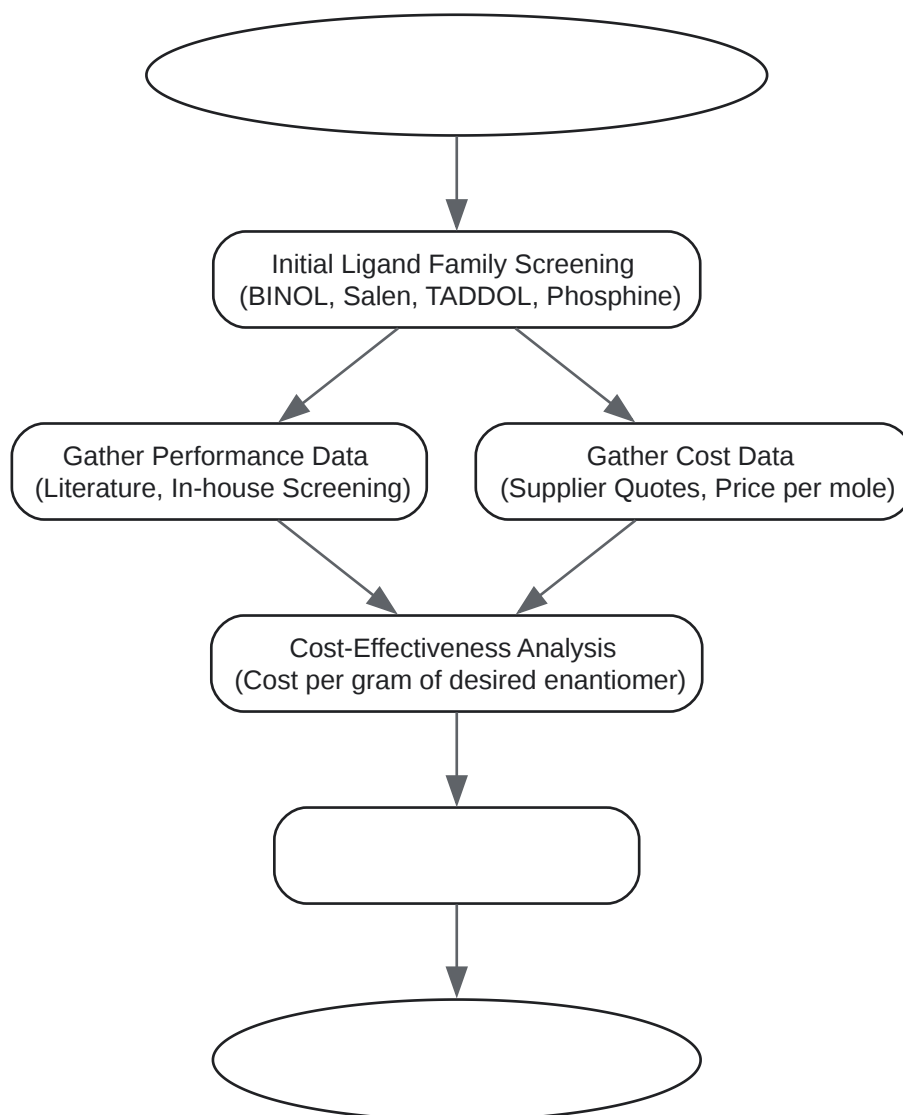 Initial Ligand Family Screening
(BINOL, Salen, TADDOL, Phosphine)
Gather Performance Data
(Literature, In-house Screening)
Gather Cost Data
(Supplier Quotes, Price per mole)
Cost-Effectiveness Analysis
(Cost per gram of desired enantiomer)